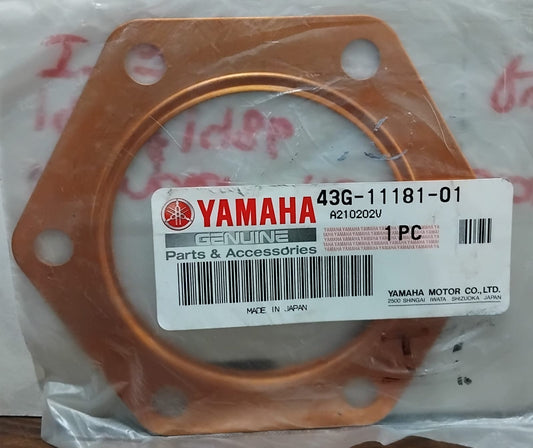 YAMAHA
GENUINE
Parts & Accessories
43G-11181-01
A210202V
1 PC
MADE IN JAPAN
YAMAHA MOTOR CO.,LTD.
2500 SHINGAI IWATA SHIZUOKA JAPAN